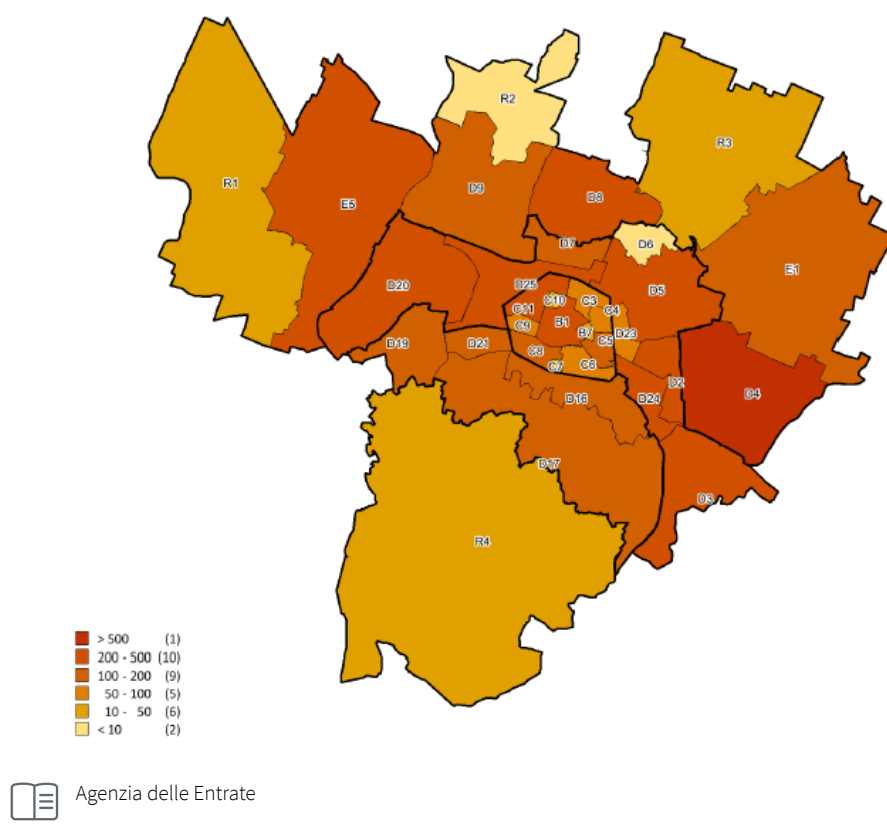 R2
R3
R1
D9
D8
E5
D7
D6
E1
D20
D25
D5
C10
C3
C11
C4
B1
C9
B7
D23
C5
D19
D21
C8
C7
C6
D2
D4
D24
D18
D17
D3
R4
> 500 (1)
200 - 500 (10)
100 - 200 (9)
50 - 100 (5)
10 - 50 (6)
< 10 (2)
Agenzia delle Entrate